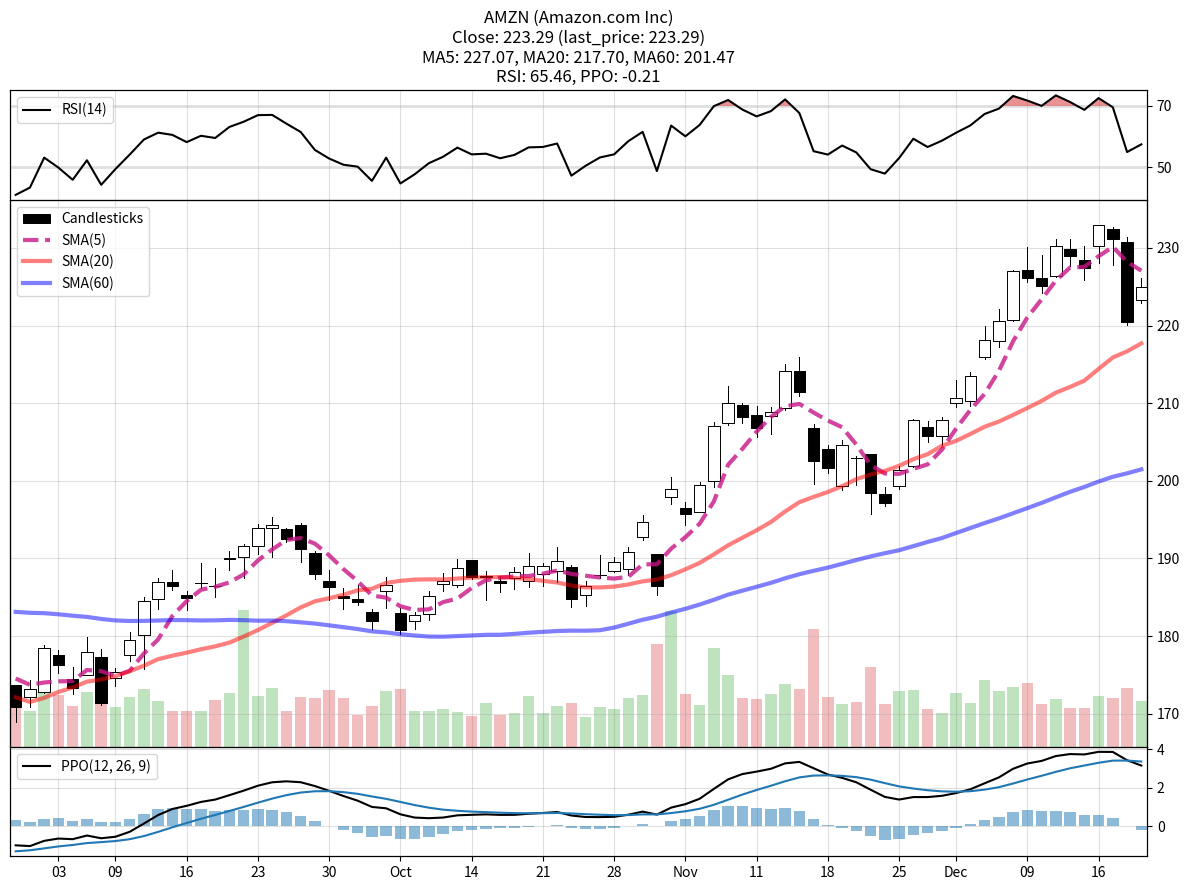 AMZN (Amazon.com Inc)
Close: 223.29 (last_price: 223.29)
MA5: 227.07, MA20: 217.70, MA60: 201.47
RSI: 65.46, PPO: -0.21
RSI(14)
70
50
Candlesticks
SMA(5)
SMA(20)
SMA(60)
230
220
210
200
190
180
170
PPO(12, 26, 9)
4
2
0
03 09 16 23 30 Oct 14 21 28 Nov 11 18 25 Dec 09 16